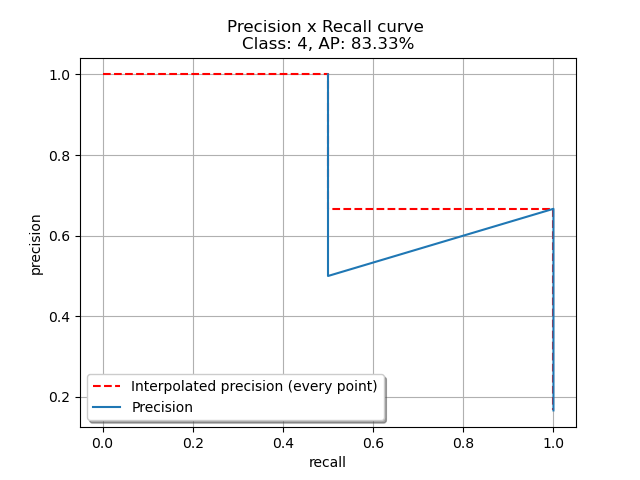 Precision x Recall curve
Class: 4, AP: 83.33%
precision
1.0
0.8
0.6
0.4
0.2
Interpolated precision (every point)
Precision
0.0 0.2 0.4 0.6 0.8 1.0
recall